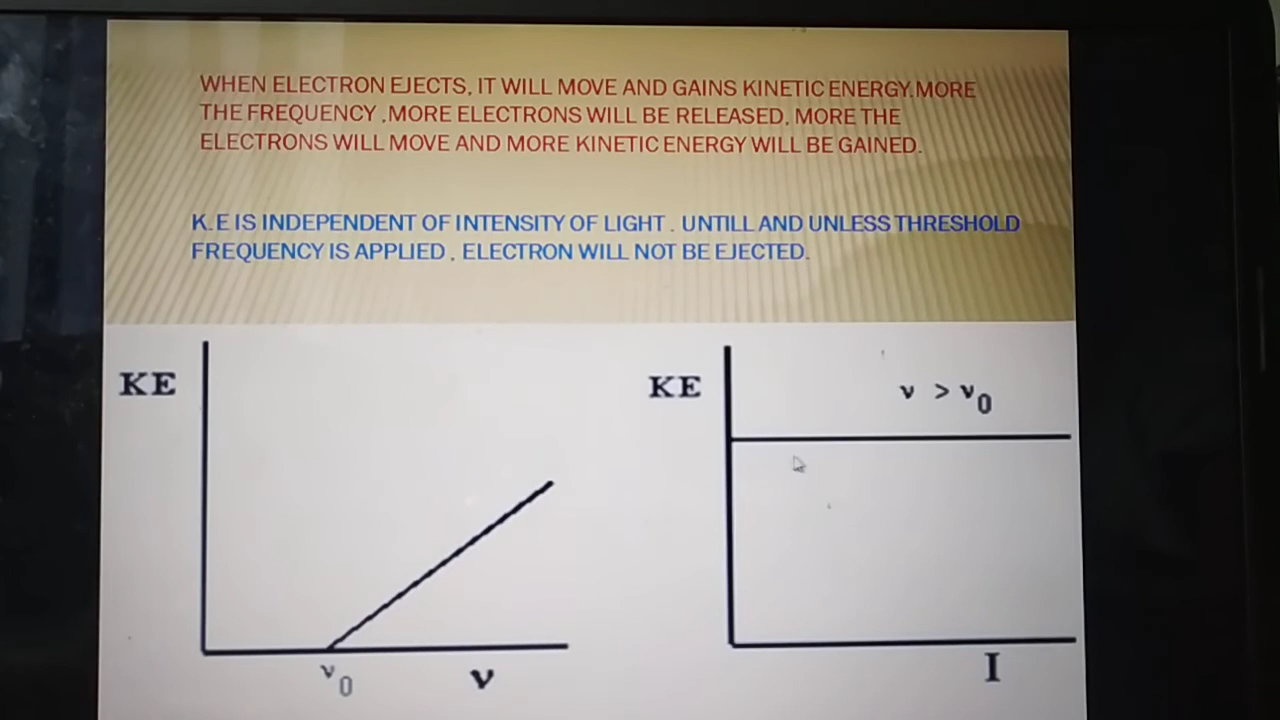 WHEN ELECTRON EJECTS, IT WILL MOVE AND GAINS KINETIC ENERGY.MORE
THE FREQUENCY ,MORE ELECTRONS WILL BE RELEASED, MORE THE
ELECTRONS WILL MOVE AND MORE KINETIC ENERGY WILL BE GAINED.
K.E IS INDEPENDENT OF INTENSITY OF LIGHT . UNTILL AND UNLESS THRESHOLD
FREQUENCY IS APPLIED , ELECTRON WILL NOT BE EJECTED.
KE
ν₀
ν
KE
ν > ν₀
I